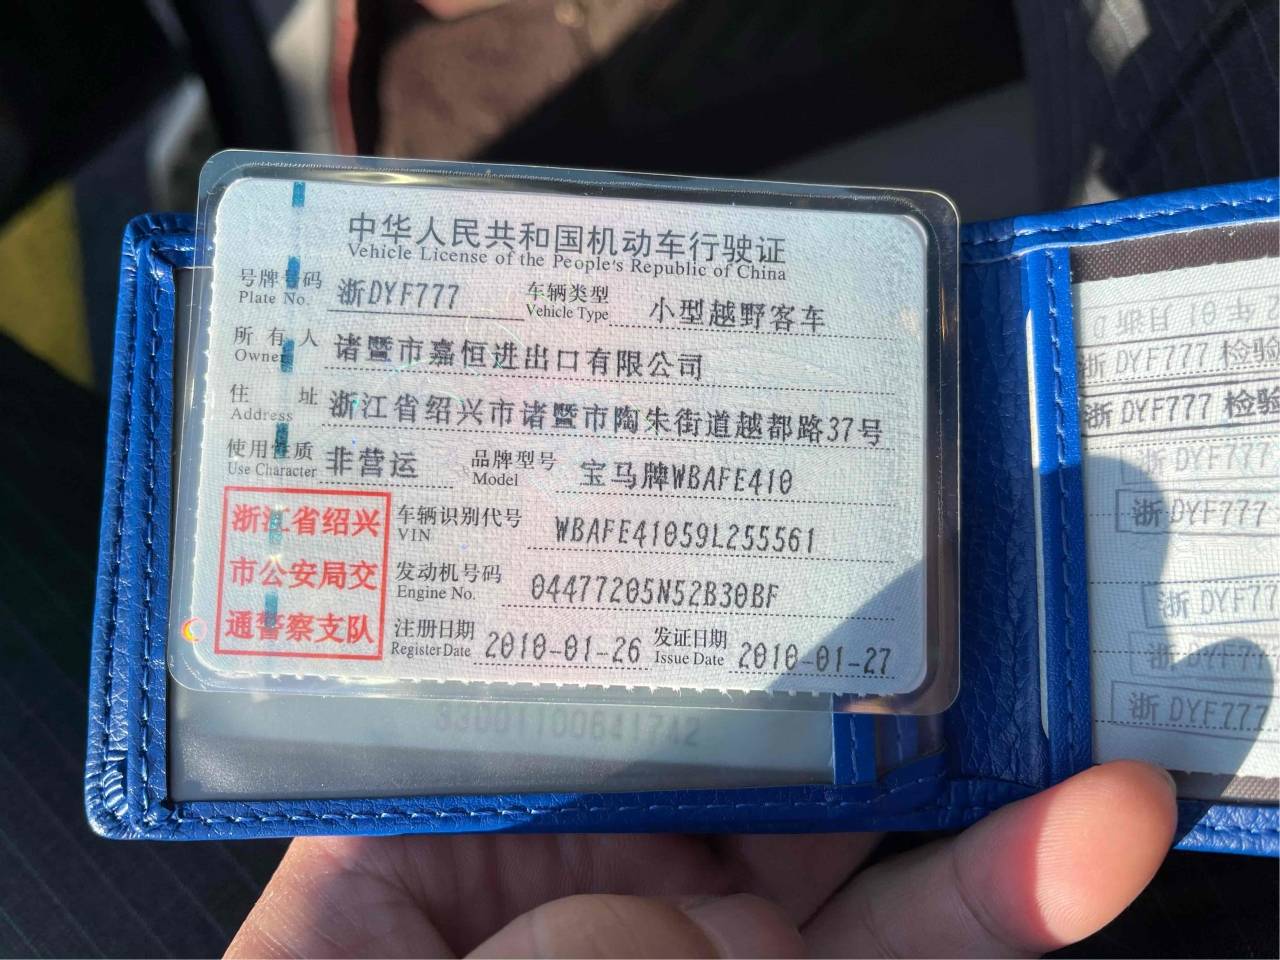 中华人民共和国机动车行驶证
Vehicle License of the People's Republic of China
号牌号码 浙DYF777 车辆类型 小型越野客车
Plate No. Vehicle Type
所有人 诸暨市嘉恒进出口有限公司
Owner
住址 浙江省绍兴市诸暨市陶朱街道越都路37号
Address
使用性质 非营运 品牌型号 宝马牌WBAFE410
Use Character Model
浙江省绍兴
市公安局交
通警察支队
车辆识别代号 WBAFE41059L255561
VIN
发动机号码 04477205N52B30BF
Engine No.
注册日期 2010-01-26 发证日期 2010-01-27
Register Date Issue Date
浙 DYF777 检验
浙 DYF777 检验
浙 DYF777
浙 DYF777
浙 DYF77
浙 DYF77
浙 DYF777